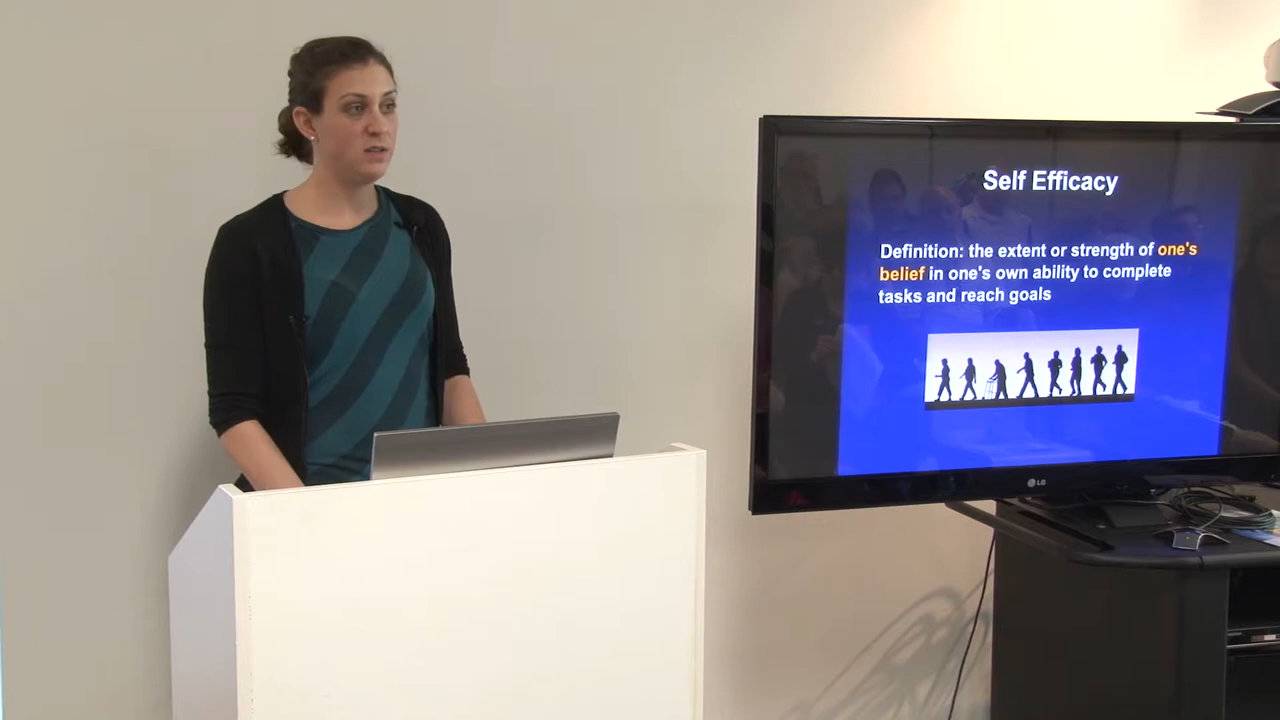 Self Efficacy
Definition: the extent or strength of one's
belief in one's own ability to complete
tasks and reach goals
LG